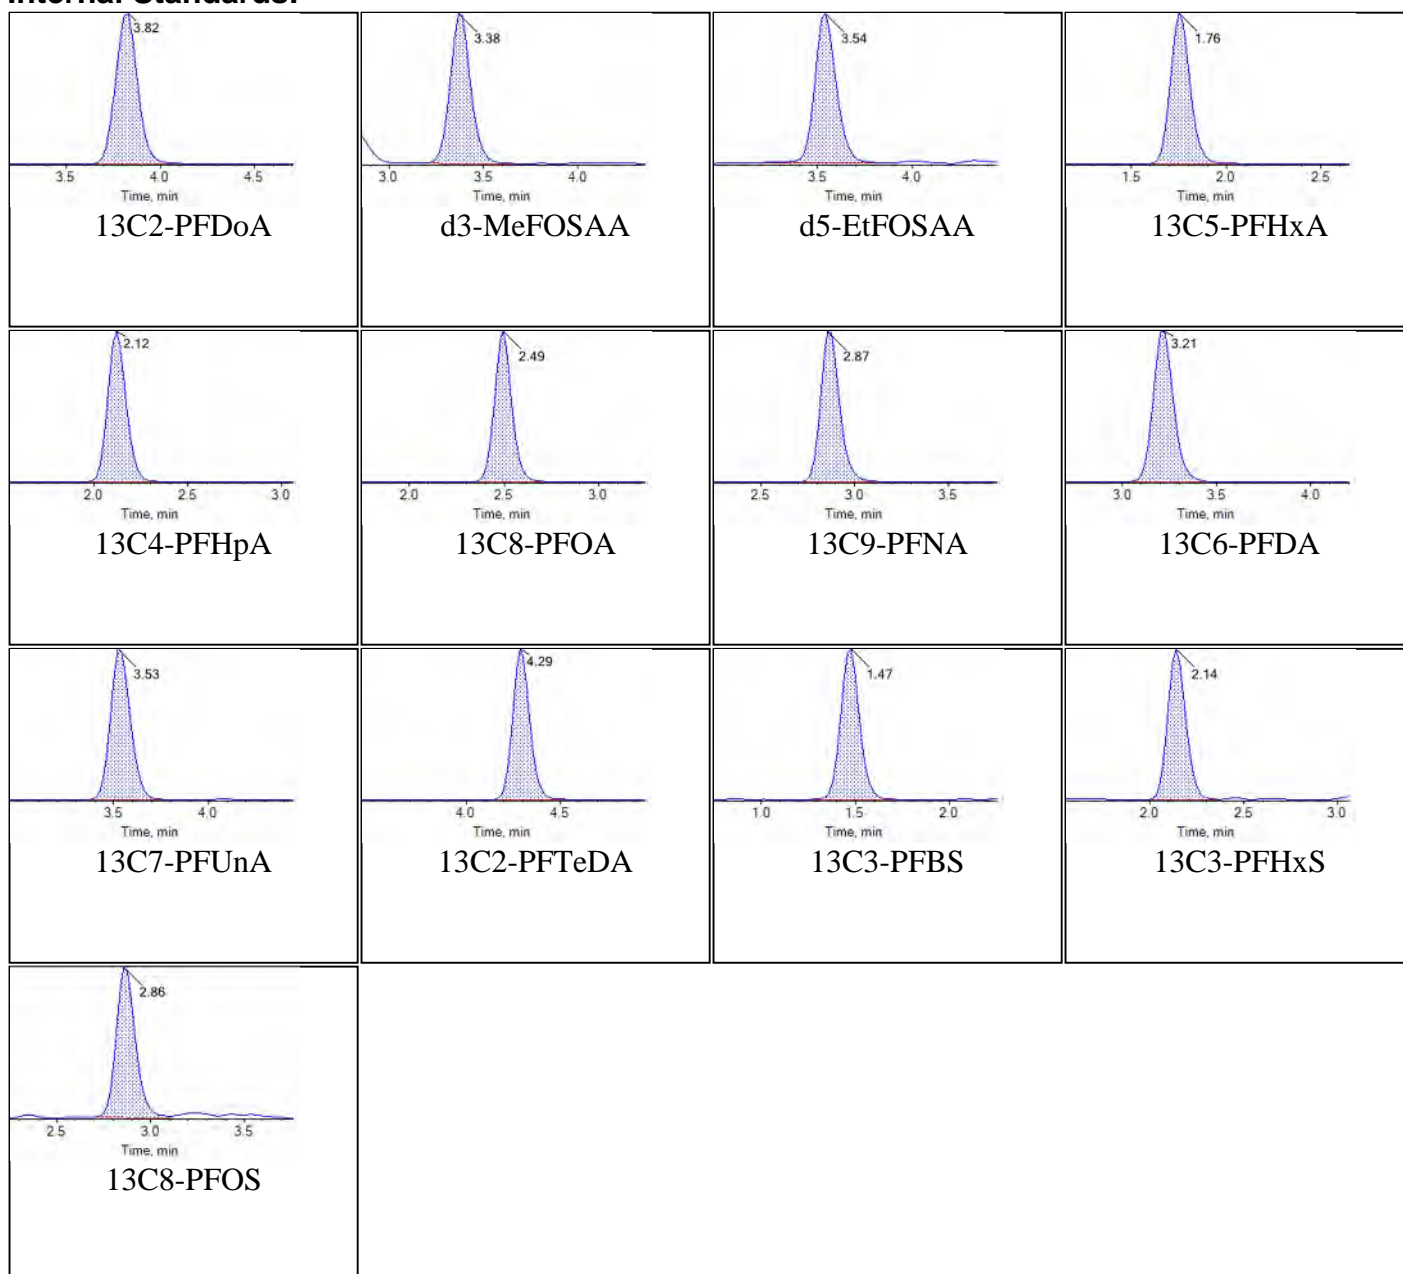 Internal Standards:
3.82
3.5 4.0 4.5
Time, min
13C2-PFDoA
3.38
3.0 3.5 4.0
Time, min
d3-MeFOSAA
3.54
3.5 4.0
Time, min
d5-EtFOSAA
1.76
1.5 2.0 2.5
Time, min
13C5-PFHxA
2.12
2.0 2.5 3.0
Time, min
13C4-PFHpA
2.49
2.0 2.5 3.0
Time, min
13C8-PFOA
2.87
2.5 3.0 3.5
Time, min
13C9-PFNA
3.21
3.0 3.5 4.0
Time, min
13C6-PFDA
3.53
3.5 4.0
Time, min
13C7-PFUnA
4.29
4.0 4.5
Time, min
13C2-PFTeDA
1.47
1.0 1.5 2.0
Time, min
13C3-PFBS
2.14
2.0 2.5 3.0
Time, min
13C3-PFHxS
2.86
2.5 3.0 3.5
Time, min
13C8-PFOS